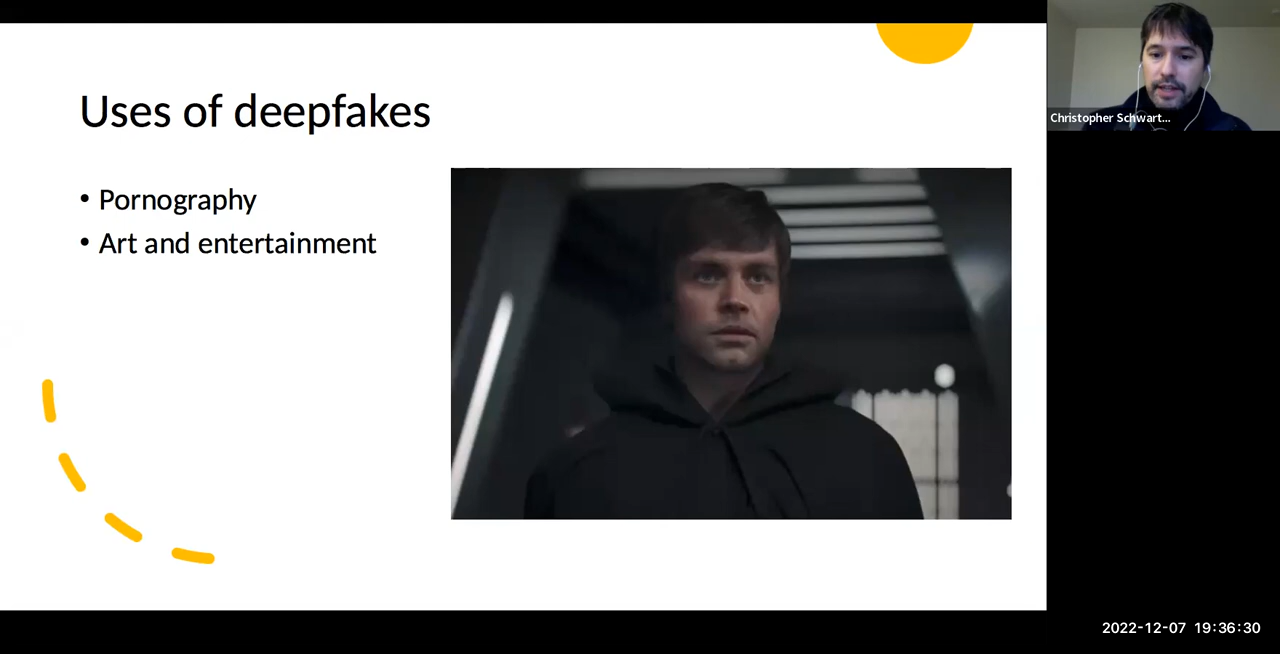 Uses of deepfakes
• Pornography
• Art and entertainment
Christopher Schwart...
2022-12-07 19:36:30